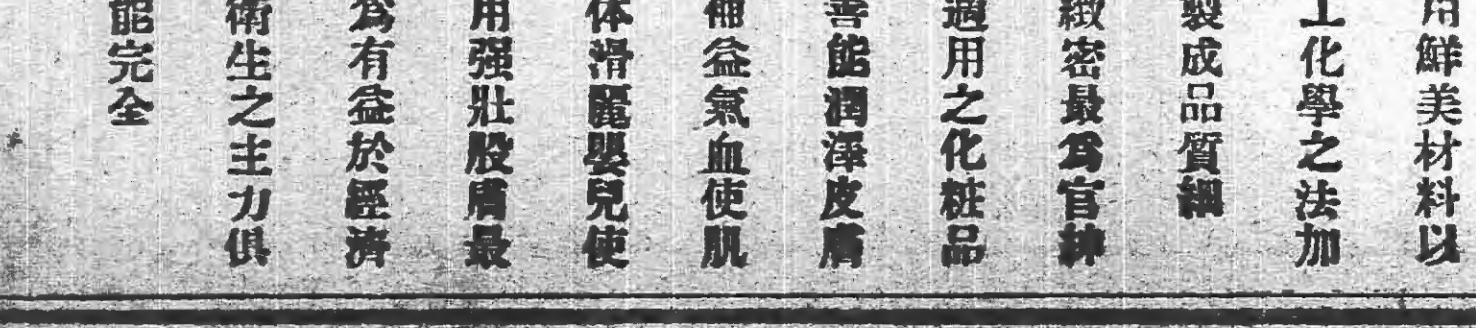 用鮮美材料以
工化學之法加
製成品質細
緻密最爲官紳
適用之化粧品
善能潤澤皮膚
補益氣血使肌
体滑麗嬰兒使
用强壯股膚最
爲有益於經濟
衛生之主力俱
能完全